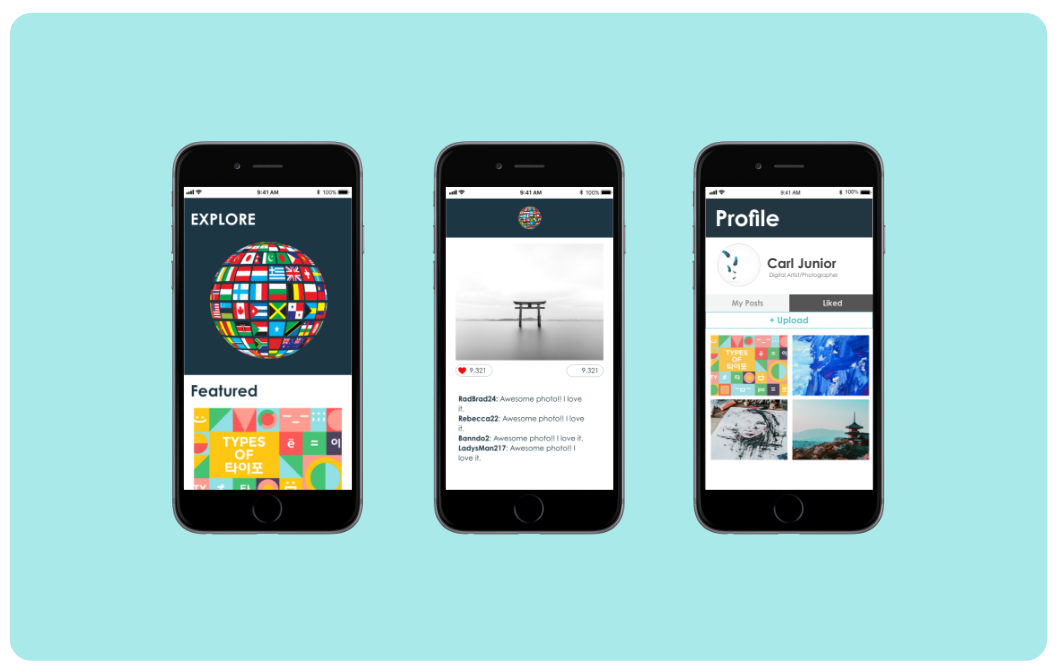 9:41 AM
100%
EXPLORE
Featured
TYPES
OF
타이포
ē
=
이
9:41 AM
100%
9.321
9.321
RadBrad24: Awesome photo!! I love
it.
Rebecca22: Awesome photo!! I love
it.
Banndo2: Awesome photo!! I love it.
LadysMan217: Awesome photo!! I
love it.
9:41 AM
100%
Profile
Carl Junior
Digital Artist/Photographer
My Posts
Liked
+ Upload
TYPES
OF
타이포
ē
=
이